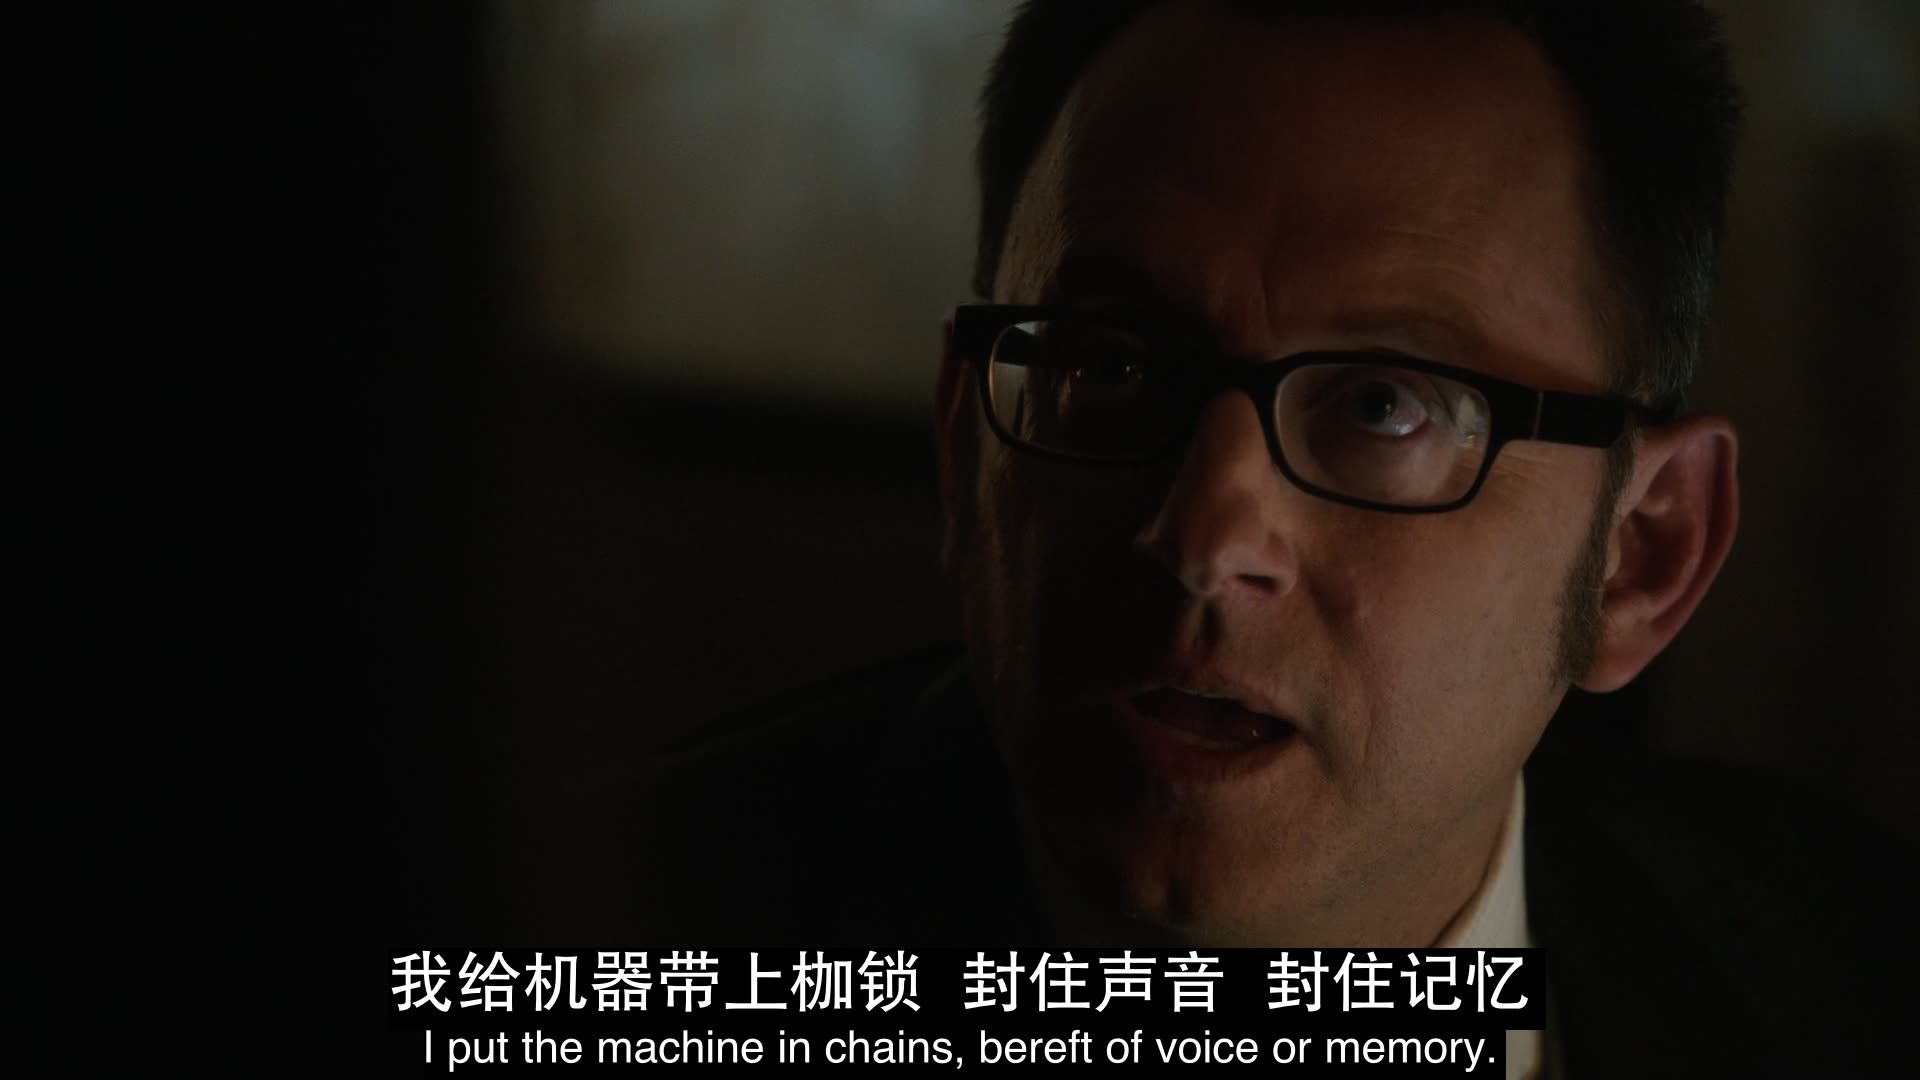 我给机器带上枷锁 封住声音 封住记忆
I put the machine in chains, bereft of voice or memory.